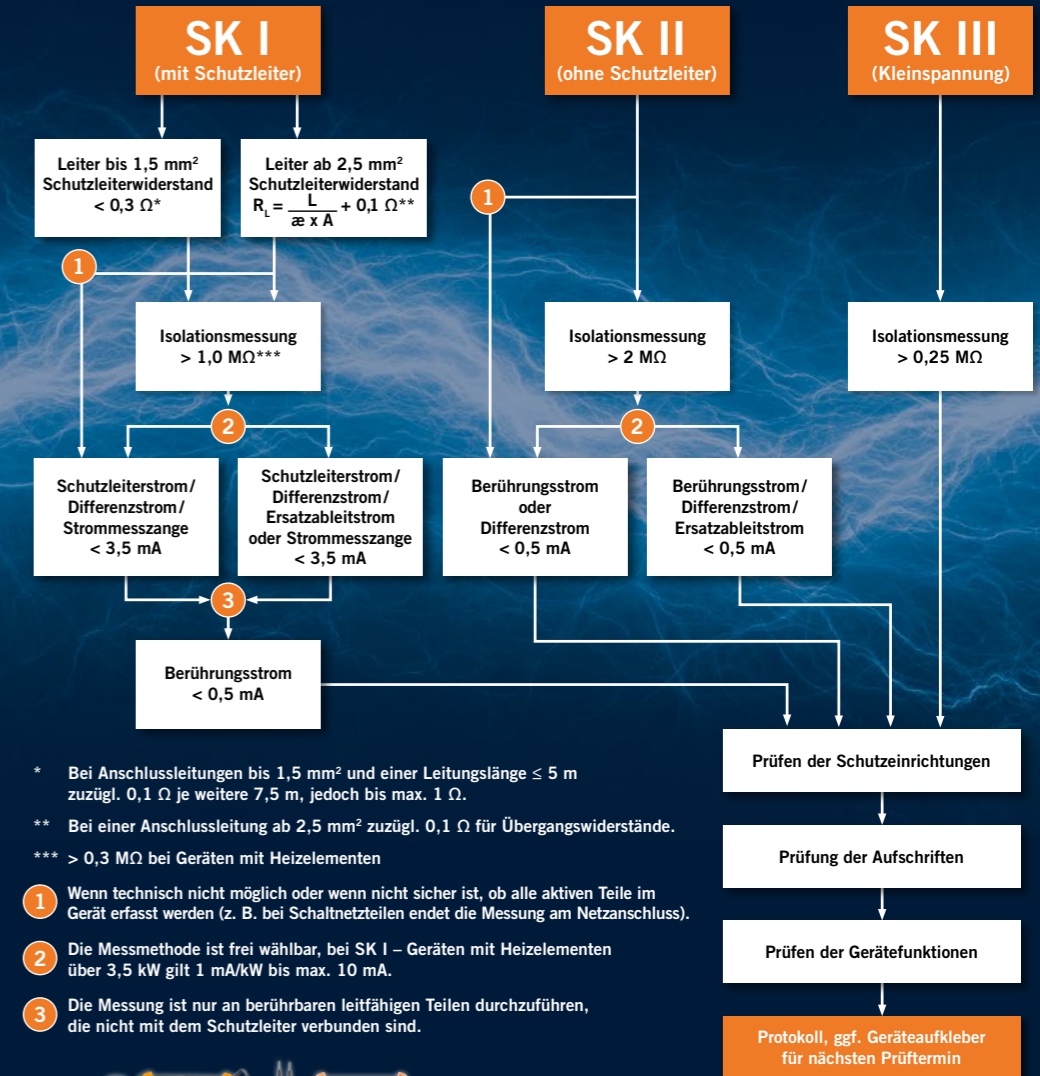 SK I
(mit Schutzleiter)
SK II
(ohne Schutzleiter)
SK III
(Kleinspannung)
Leiter bis 1,5 mm²
Schutzleiterwiderstand
< 0,3 Ω*
Leiter ab 2,5 mm²
Schutzleiterwiderstand
R_L = L / æ x A + 0,1 Ω**
1
1
Isolationsmessung
> 1,0 MΩ***
Isolationsmessung
> 2 MΩ
Isolationsmessung
> 0,25 MΩ
2
2
Schutzleiterstrom/
Differenzstrom/
Strommesszange
< 3,5 mA
Schutzleiterstrom/
Differenzstrom/
Ersatzableitstrom
oder Strommesszange
< 3,5 mA
Berührungsstrom
oder
Differenzstrom
< 0,5 mA
Berührungsstrom/
Differenzstrom/
Ersatzableitstrom
< 0,5 mA
3
Berührungsstrom
< 0,5 mA
Prüfen der Schutzeinrichtungen
Prüfung der Aufschriften
Prüfen der Gerätefunktionen
Protokoll, ggf. Geräteaufkleber
für nächsten Prüftermin
* Bei Anschlussleitungen bis 1,5 mm² und einer Leitungslänge ≤ 5 m
zuzügl. 0,1 Ω je weitere 7,5 m, jedoch bis max. 1 Ω.
** Bei einer Anschlussleitung ab 2,5 mm² zuzügl. 0,1 Ω für Übergangswiderstände.
*** > 0,3 MΩ bei Geräten mit Heizelementen
1 Wenn technisch nicht möglich oder wenn nicht sicher ist, ob alle aktiven Teile im
Gerät erfasst werden (z. B. bei Schaltnetzteilen endet die Messung am Netzanschluss).
2 Die Messmethode ist frei wählbar, bei SK I – Geräten mit Heizelementen
über 3,5 kW gilt 1 mA/kW bis max. 10 mA.
3 Die Messung ist nur an berührbaren leitfähigen Teilen durchzuführen,
die nicht mit dem Schutzleiter verbunden sind.